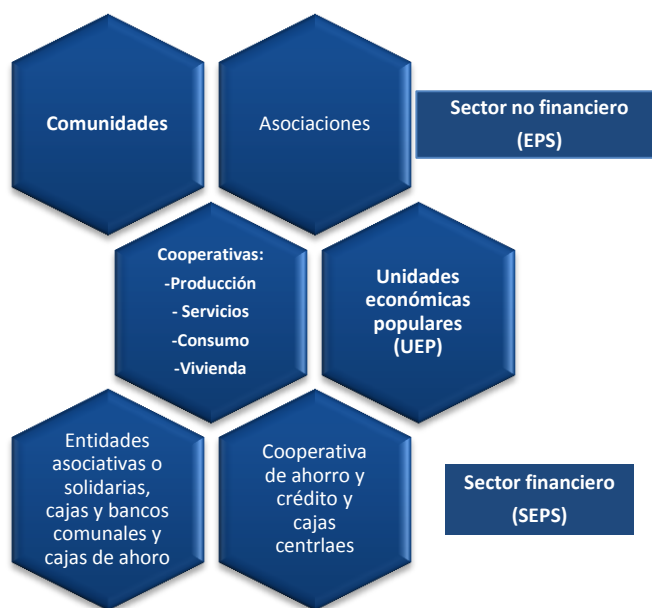 Comunidades
Asociaciones
Sector no financiero
(EPS)
Cooperativas:
-Producción
- Servicios
-Consumo
-Vivienda
Unidades
económicas
populares
(UEP)
Entidades
asociativas o
solidarias,
cajas y bancos
comunales y
cajas de ahoro
Cooperativa
de ahorro y
crédito y
cajas
centrlaes
Sector financiero
(SEPS)